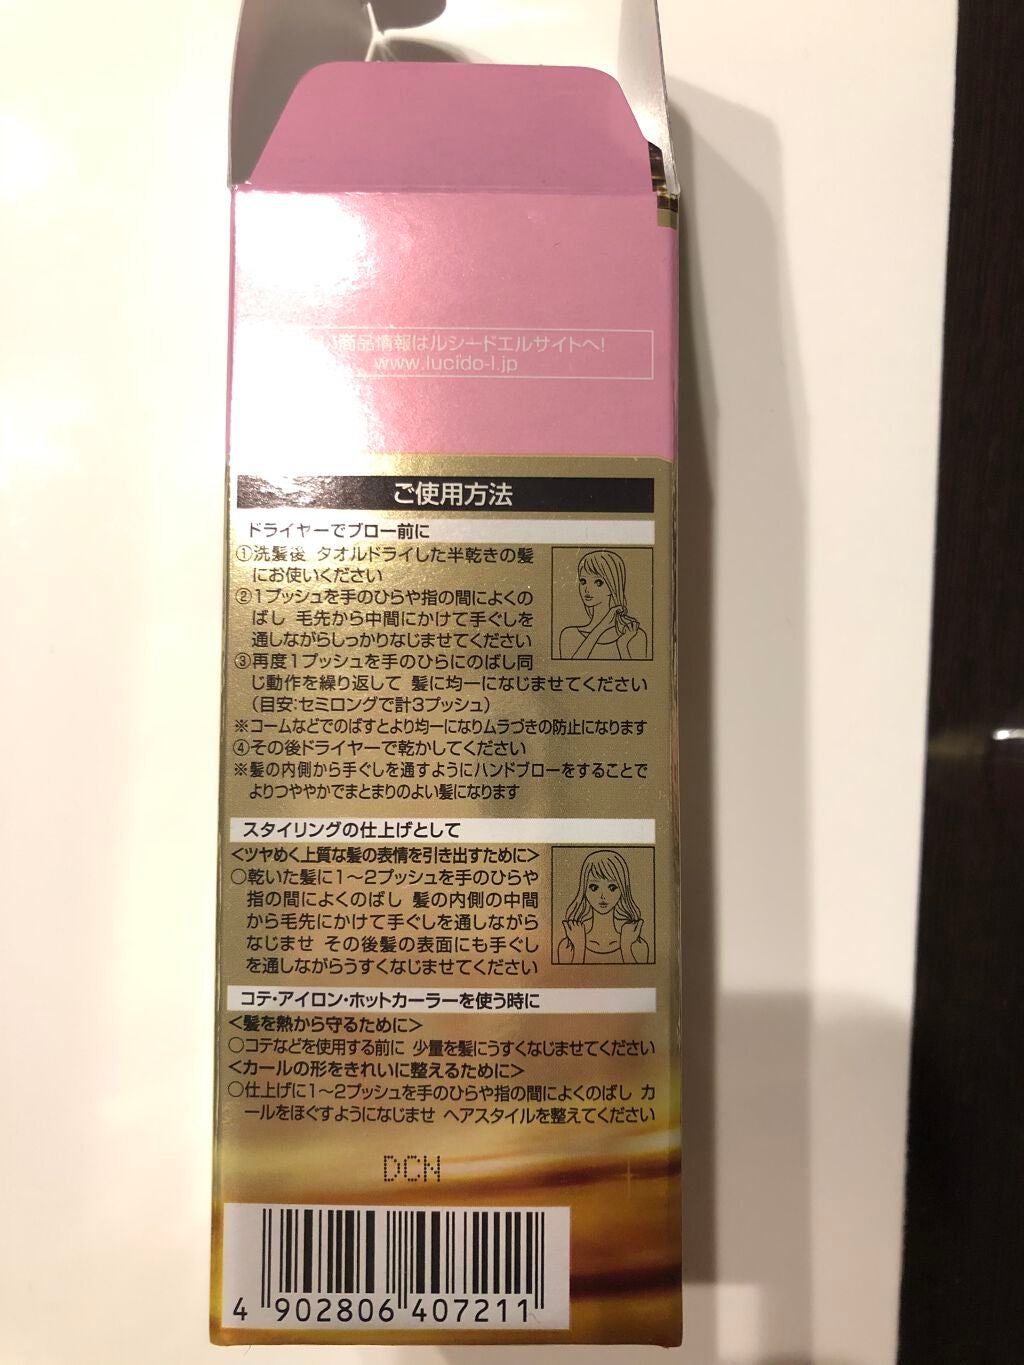 商品情報はルシードエルサイトへ!
www.lucido-l.jp
ご使用方法
ドライヤーでブロー前に
①洗髪後 タオルドライした半乾きの髪
にお使いください
②1プッシュを手のひらや指の間によくの
ばし 毛先から中間にかけて手ぐしを
通しながらしっかりなじませてください
③再度1プッシュを手のひらにのばし同
じ動作を繰り返して 髪に均一になじませてください
(目安:セミロングで計3プッシュ)
※コームなどでのばすとより均一になりムラづきの防止になります
④その後ドライヤーで乾かしてください
※髪の内側から手ぐしを通すようにハンドブローをすることで
よりつややかでまとまりのよい髪になります
スタイリングの仕上げとして
<ツヤめく上質な髪の表情を引き出すために>
○乾いた髪に1〜2プッシュを手のひらや
指の間によくのばし 髪の内側の中間
から毛先にかけて手ぐしを通しながら
なじませ その後髪の表面にも手ぐし
を通しながらうすくなじませてください
コテ・アイロン・ホットカーラーを使う時に
<髪を熱から守るために>
○コテなどを使用する前に 少量を髪にうすくなじませてください
<カールの形をきれいに整えるために>
○仕上げに1〜2プッシュを手のひらや指の間によくのばし カ
ールをほぐすようになじませ ヘアスタイルを整えてください
DCN
4 902806 407211